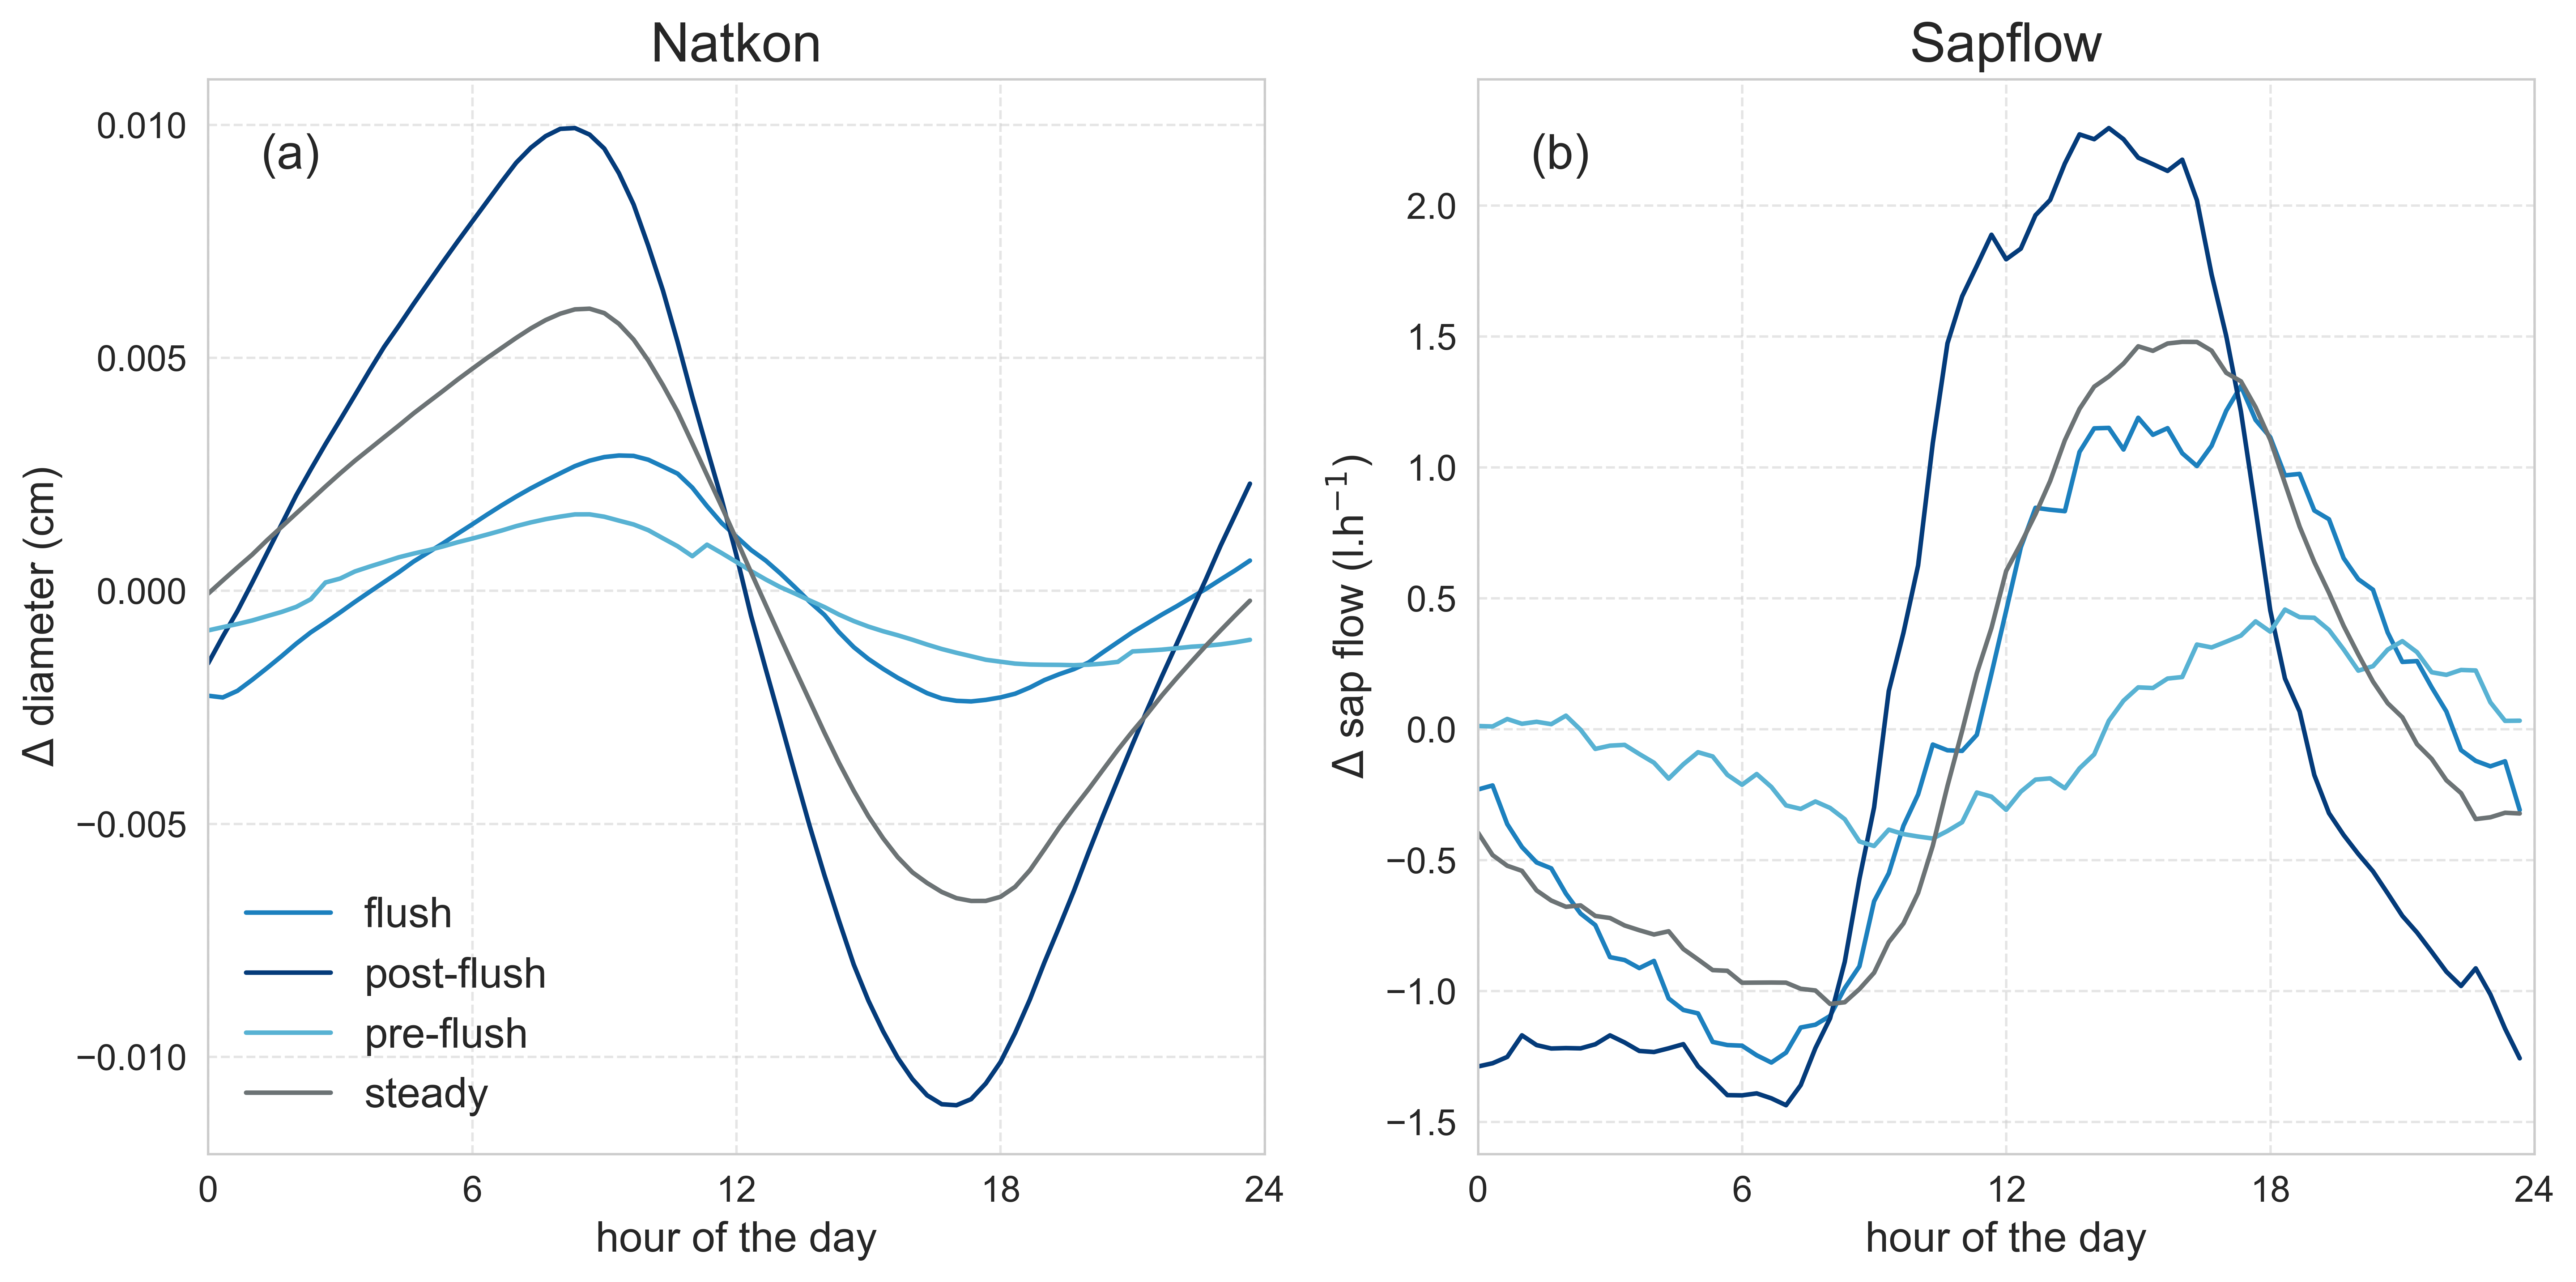 Natkon
(a)
0.010
0.005
0.000
−0.005
−0.010
Δ diameter (cm)
flush
post-flush
pre-flush
steady
0 6 12 18 24
hour of the day
Sapflow
(b)
2.0
1.5
1.0
0.5
0.0
−0.5
−1.0
−1.5
Δ sap flow (l.h⁻¹)
0 6 12 18 24
hour of the day